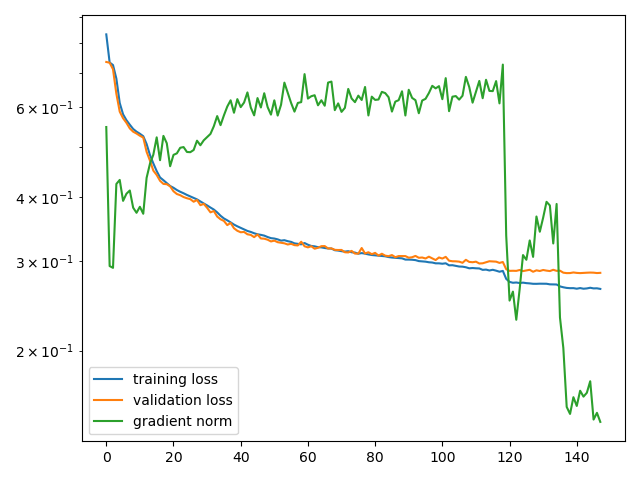 6 × 10⁻¹
4 × 10⁻¹
3 × 10⁻¹
2 × 10⁻¹
training loss
validation loss
gradient norm
0 20 40 60 80 100 120 140